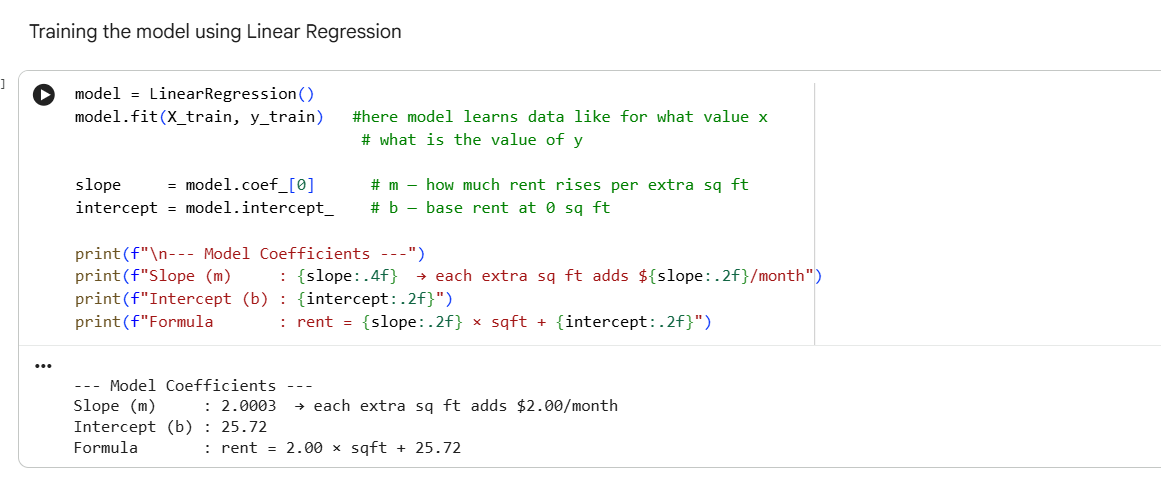 Training the model using Linear Regression
]
model = LinearRegression()
model.fit(X_train, y_train)   #here model learns data like for what value x
                               # what is the value of y
slope     = model.coef_[0]      # m – how much rent rises per extra sq ft
intercept = model.intercept_    # b – base rent at 0 sq ft
print(f"\n--- Model Coefficients ---")
print(f"Slope (m)     : {slope:.4f}  → each extra sq ft adds ${slope:.2f}/month")
print(f"Intercept (b) : {intercept:.2f}")
print(f"Formula       : rent = {slope:.2f} × sqft + {intercept:.2f}")
--- Model Coefficients ---
Slope (m)     : 2.0003  → each extra sq ft adds $2.00/month
Intercept (b) : 25.72
Formula       : rent = 2.00 × sqft + 25.72